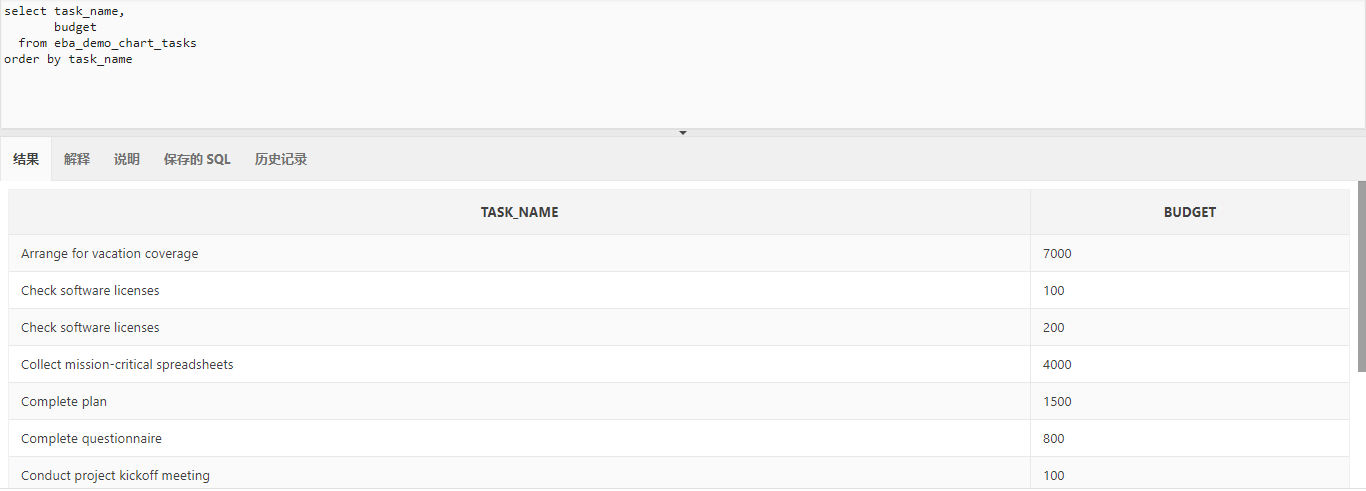 select task_name,
       budget
  from eba_demo_chart_tasks
order by task_name
结果 解释 说明 保存的 SQL 历史记录
TASK_NAME BUDGET
Arrange for vacation coverage 7000
Check software licenses 100
Check software licenses 200
Collect mission-critical spreadsheets 4000
Complete plan 1500
Complete questionnaire 800
Conduct project kickoff meeting 100